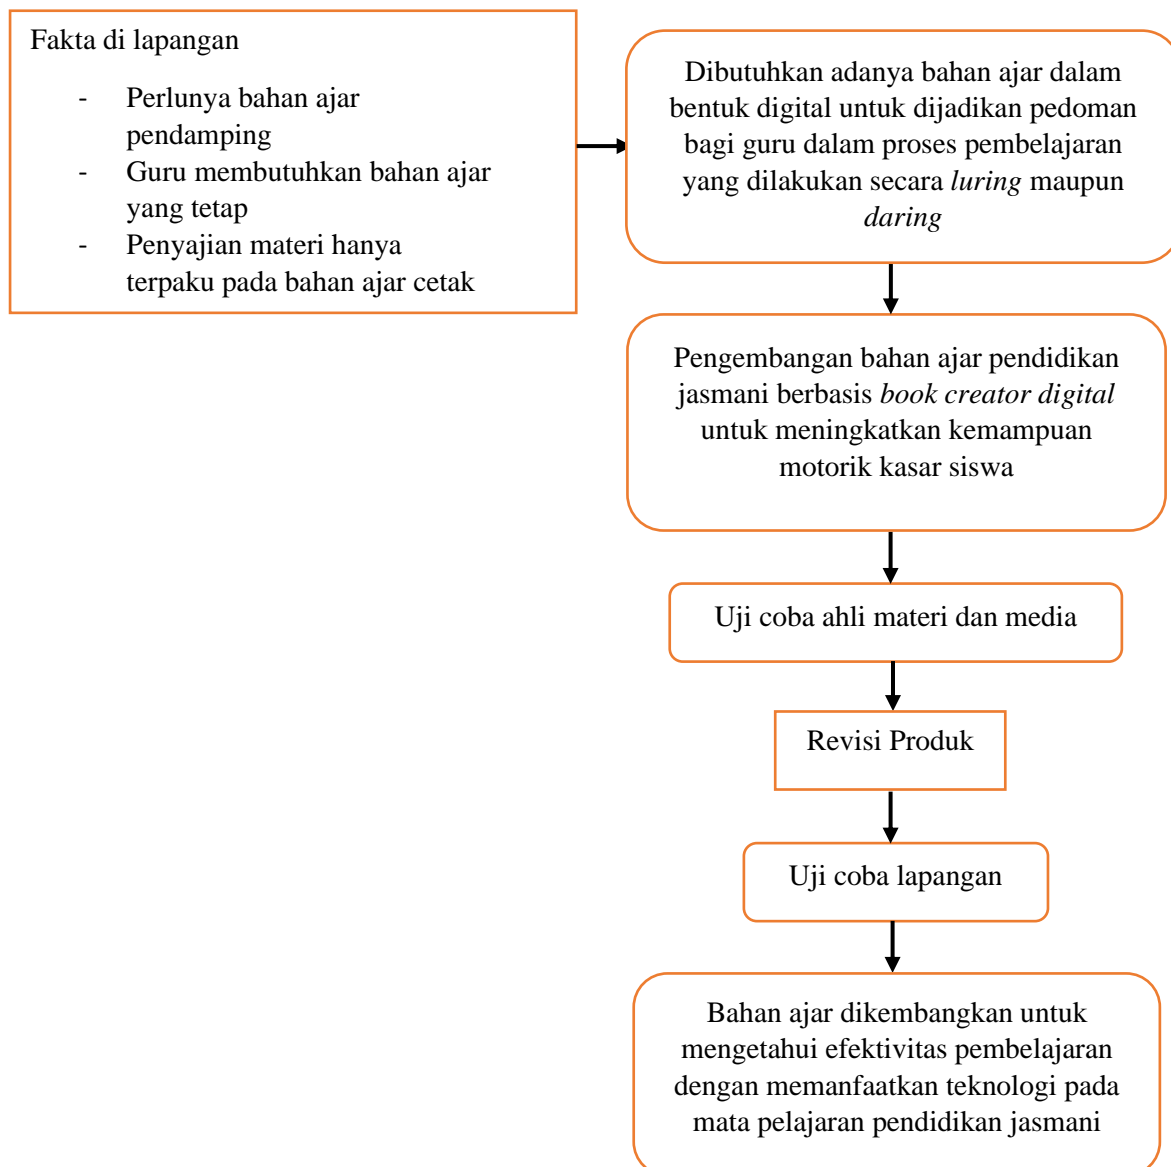 Fakta di lapangan
- Perlunya bahan ajar
pendamping
- Guru membutuhkan bahan ajar
yang tetap
- Penyajian materi hanya
terpaku pada bahan ajar cetak
Dibutuhkan adanya bahan ajar dalam
bentuk digital untuk dijadikan pedoman
bagi guru dalam proses pembelajaran
yang dilakukan secara luring maupun
daring
Pengembangan bahan ajar pendidikan
jasmani berbasis book creator digital
untuk meningkatkan kemampuan
motorik kasar siswa
Uji coba ahli materi dan media
Revisi Produk
Uji coba lapangan
Bahan ajar dikembangkan untuk
mengetahui efektivitas pembelajaran
dengan memanfaatkan teknologi pada
mata pelajaran pendidikan jasmani